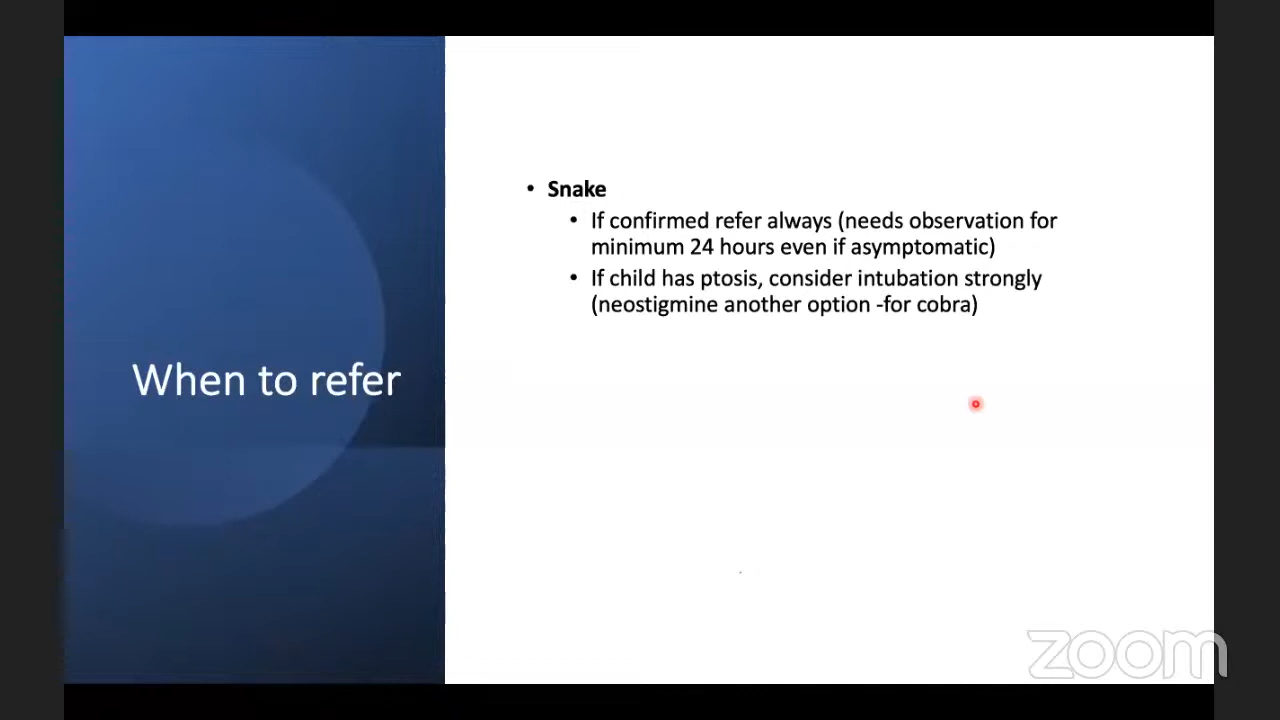 When to refer
• Snake
• If confirmed refer always (needs observation for
minimum 24 hours even if asymptomatic)
• If child has ptosis, consider intubation strongly
(neostigmine another option -for cobra)
zoom